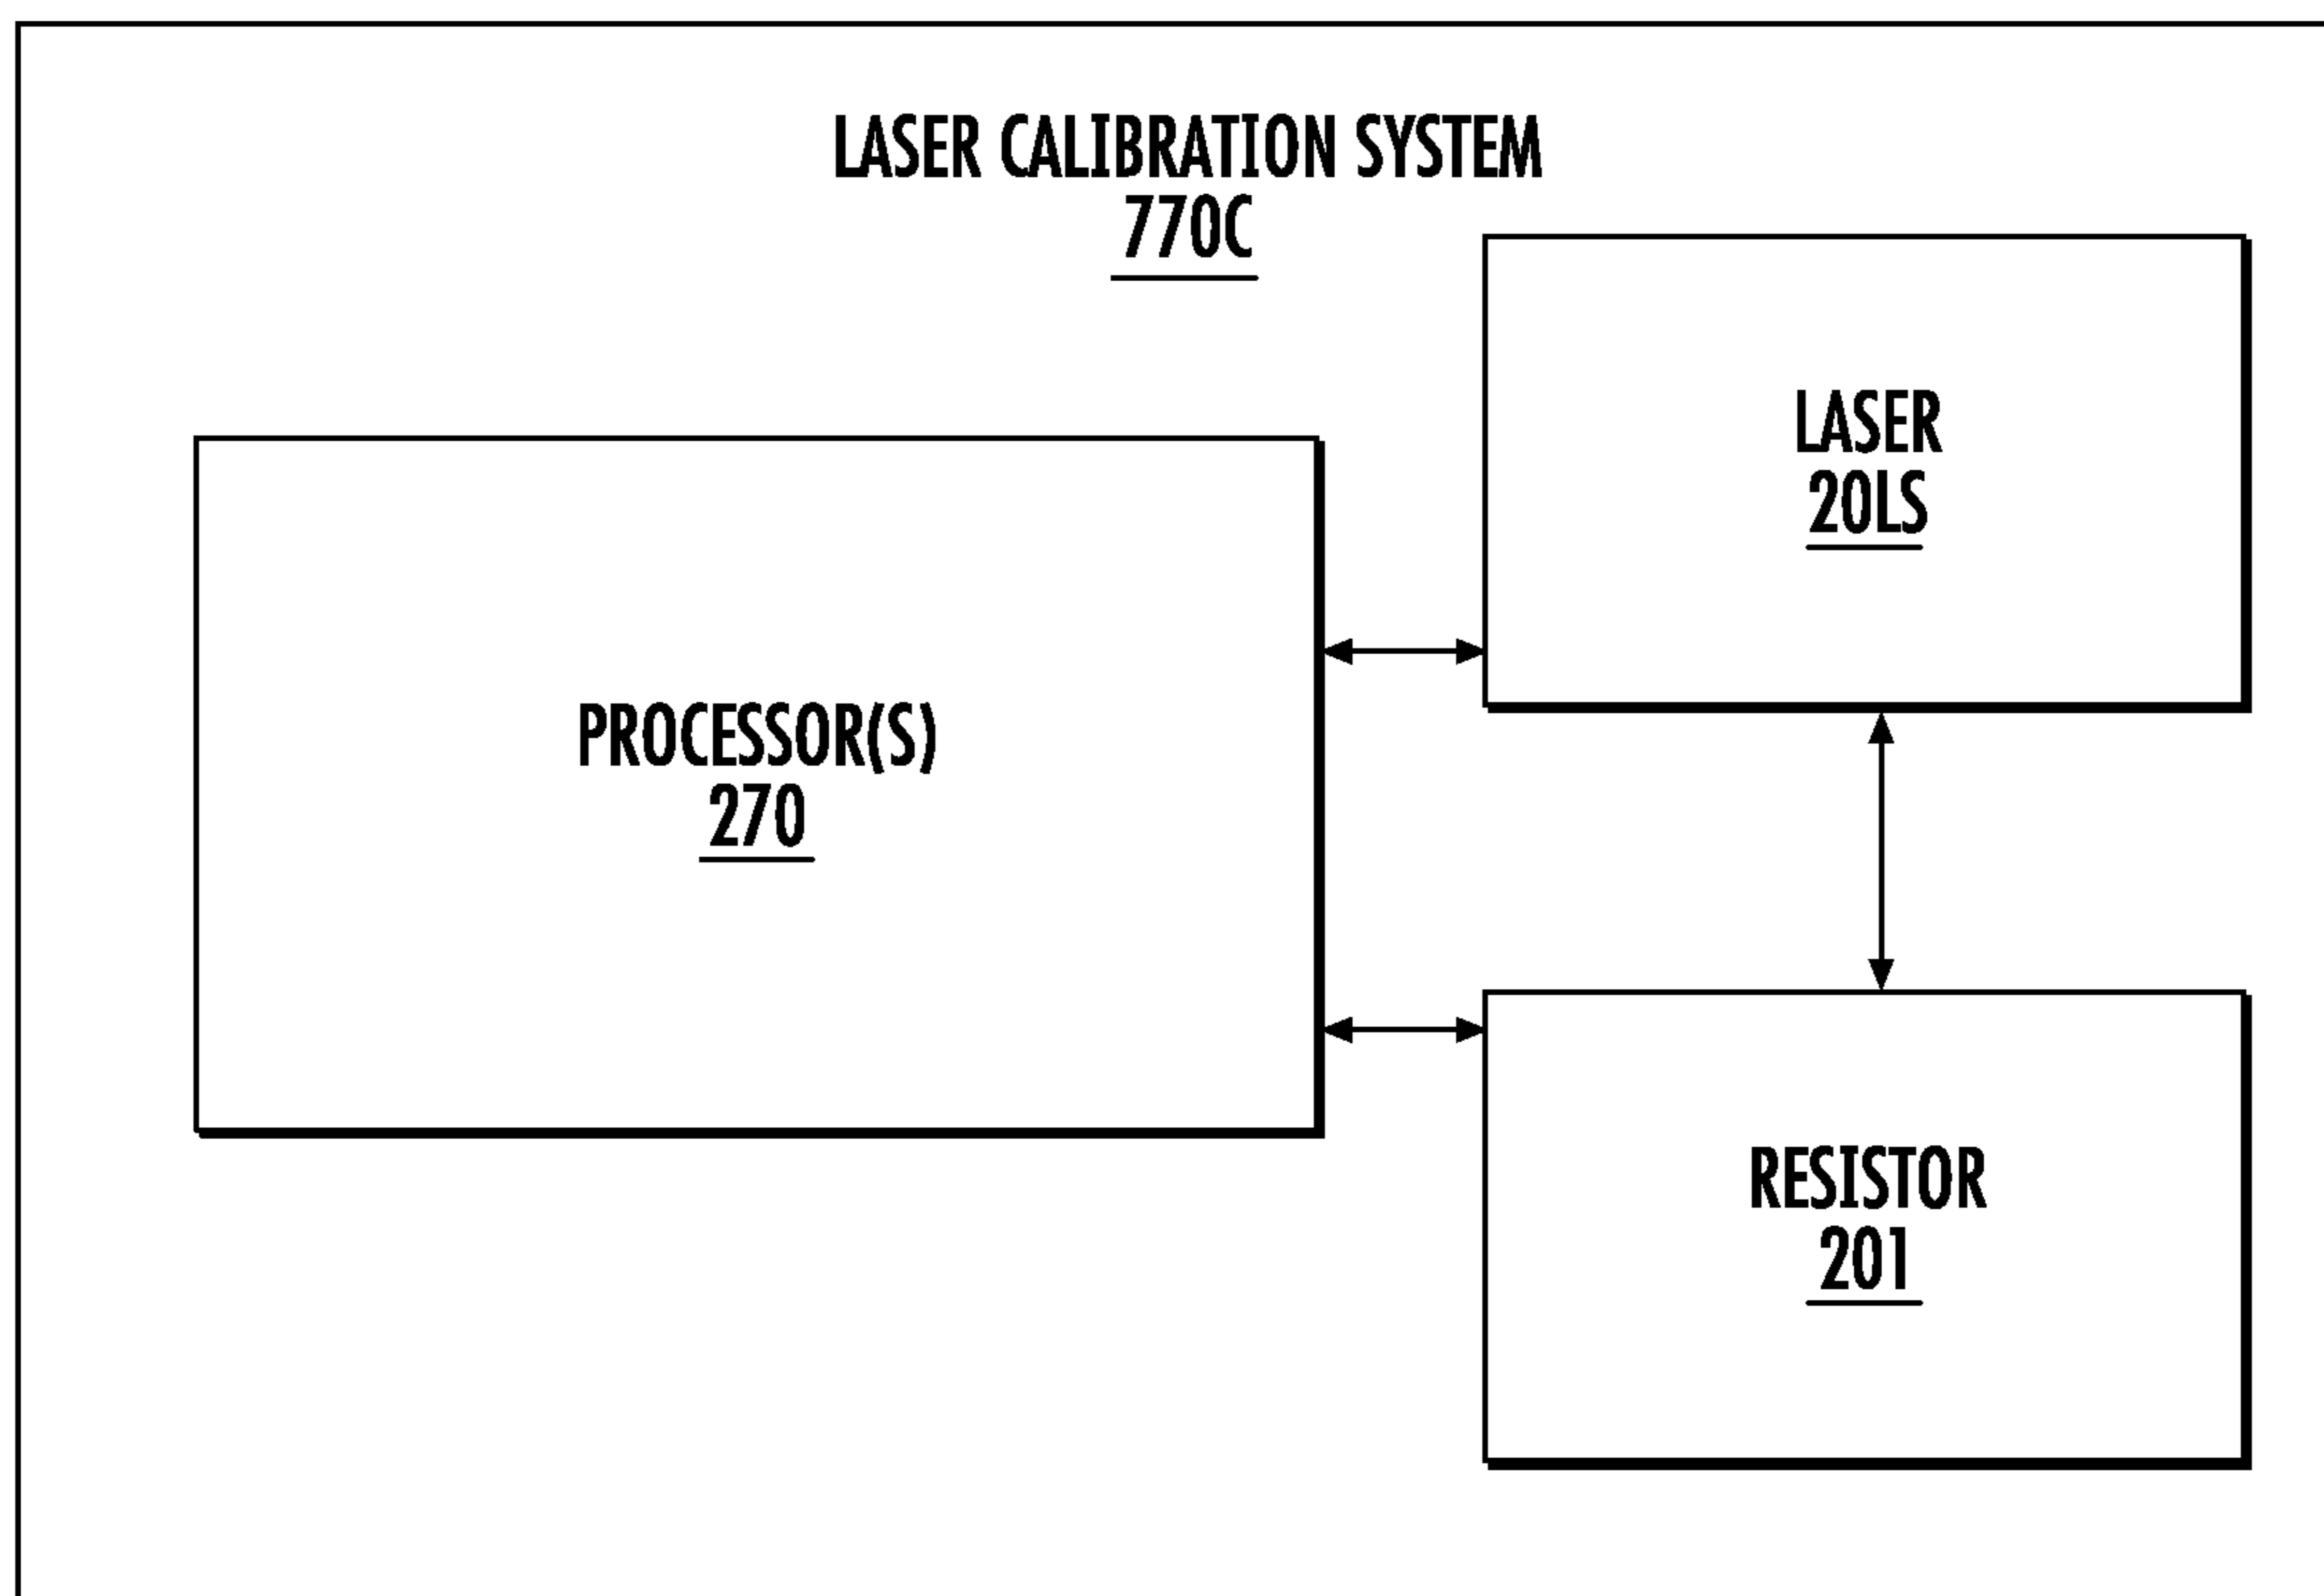 LASER CALIBRATION SYSTEM
770C
LASER
20LS
PROCESSOR(S)
270
RESISTOR
201